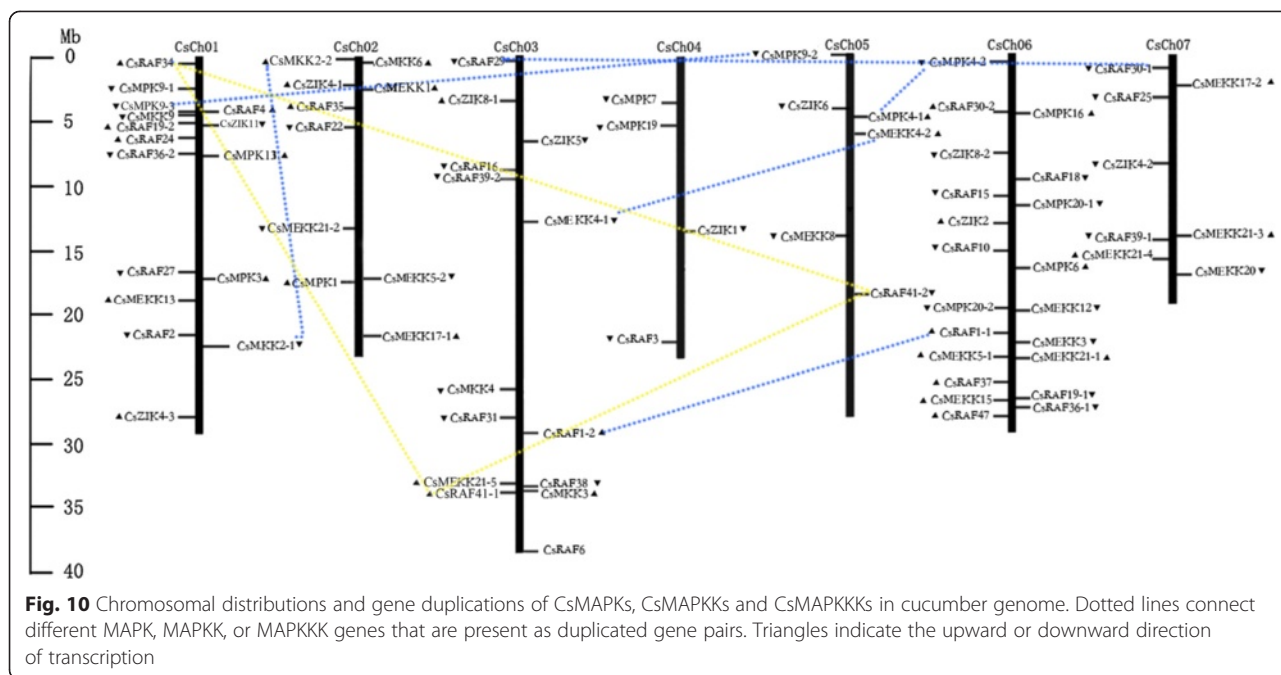 Mb
CsCh01 CsCh02 CsCh03 CsCh04 CsCh05 CsCh06 CsCh07
0
5
10
15
20
25
30
35
40
▲CsRAF34
▼CsMPK9-1
▲CsMPK9-3
▼CsMKK9
▲CsRAF19-2
▲CsRAF24
▼CsRAF36-2
▼CsRAF27
▲CsMEKK13
▼CsRAF2
▲CsZIK4-3
CsRAF4▲
CsZIK11▼
CsMPK13▼
CsMPK3▲
CsMKK2-1▼
▲CsMKK2-2
▲CsZIK4-1
▲CsRAF35
▼CsRAF22
▼CsMEKK21-2
▲CsMPK1
CsMKK6▲
CsMEKK1▲
CsMEKK5-2▼
CsMEKK17-1▲
▼CsRAF29
▲CsZIK8-1
▼CsRAF16
▼CsRAF39-2
▼CsMKK4
▼CsRAF31
▲CsMEKK21-5
▲CsRAF41-1
CsZIK5▼
CsMEKK4-1▼
CsRAF1-2▲
CsRAF38▼
CsMKK3▲
CsRAF6
▼CsMPK7
▼CsMPK19
▼CsRAF3
CsZIK1▼
▼CsMPK9-2
▼CsZIK6
▼CsMEKK8
CsMPK4-1▲
CsMEKK4-2▲
CsRAF41-2▼
▲CsMPK4-2
▲CsRAF30-2
▼CsZIK8-2
▼CsRAF15
▲CsZIK2
▼CsRAF10
▼CsMPK20-2
▲CsRAF1-1
▲CsMEKK5-1
▲CsRAF37
▲CsMEKK15
▲CsRAF47
CsMPK16▲
CsRAF18▼
CsMPK20-1▼
CsMPK6▲
CsMEKK12▼
CsMEKK3▼
CsMEKK21-1▲
CsRAF19-1▼
CsRAF36-1▼
▲CsRAF30-1
▼CsRAF25
▲CsZIK4-2
▼CsRAF39-1
▲CsMEKK21-4
CsMEKK17-2▲
CsMEKK21-3▲
CsMEKK20▼
Fig. 10 Chromosomal distributions and gene duplications of CsMAPKs, CsMAPKKs and CsMAPKKKs in cucumber genome. Dotted lines connect
different MAPK, MAPKK, or MAPKKK genes that are present as duplicated gene pairs. Triangles indicate the upward or downward direction
of transcription